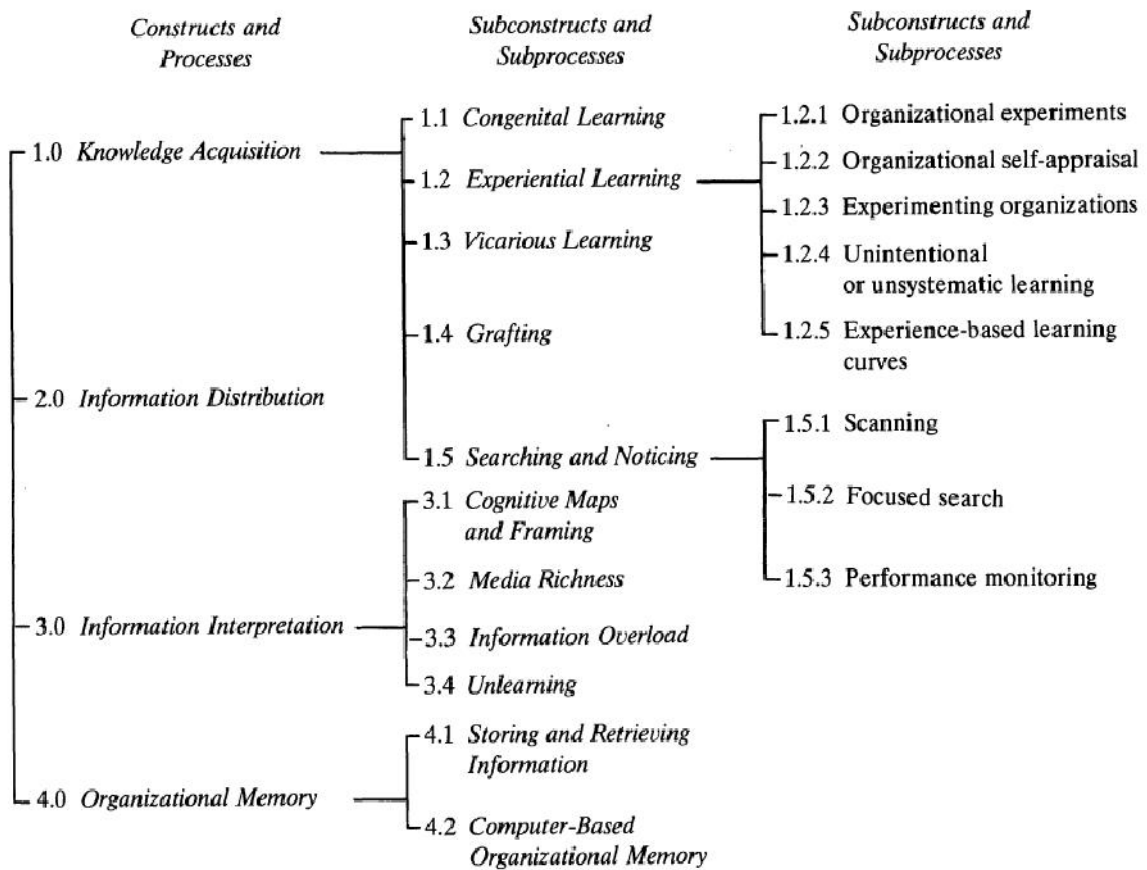 Constructs and
Processes
Subconstructs and
Subprocesses
Subconstructs and
Subprocesses
1.0 Knowledge Acquisition
2.0 Information Distribution
3.0 Information Interpretation
4.0 Organizational Memory
1.1 Congenital Learning
1.2 Experiential Learning
1.3 Vicarious Learning
1.4 Grafting
1.5 Searching and Noticing
3.1 Cognitive Maps
and Framing
3.2 Media Richness
3.3 Information Overload
3.4 Unlearning
4.1 Storing and Retrieving
Information
4.2 Computer-Based
Organizational Memory
1.2.1 Organizational experiments
1.2.2 Organizational self-appraisal
1.2.3 Experimenting organizations
1.2.4 Unintentional
or unsystematic learning
1.2.5 Experience-based learning
curves
1.5.1 Scanning
1.5.2 Focused search
1.5.3 Performance monitoring